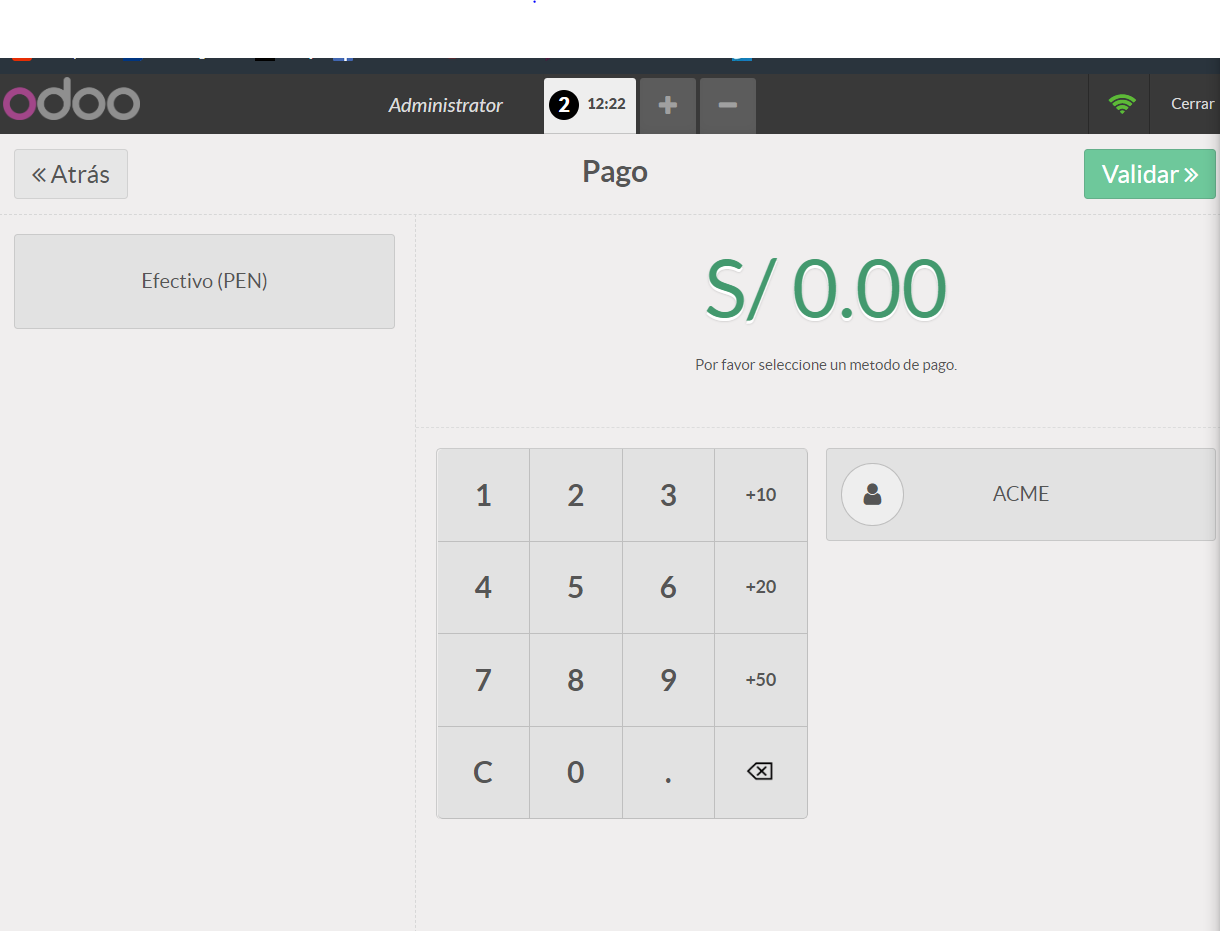 odoo
Administrator
2 12:22
Cerrar
Atrás
Pago
Validar
Efectivo (PEN)
S/ 0.00
Por favor seleccione un metodo de pago.
1 2 3 +10
ACME
4 5 6 +20
7 8 9 +50
C 0 .